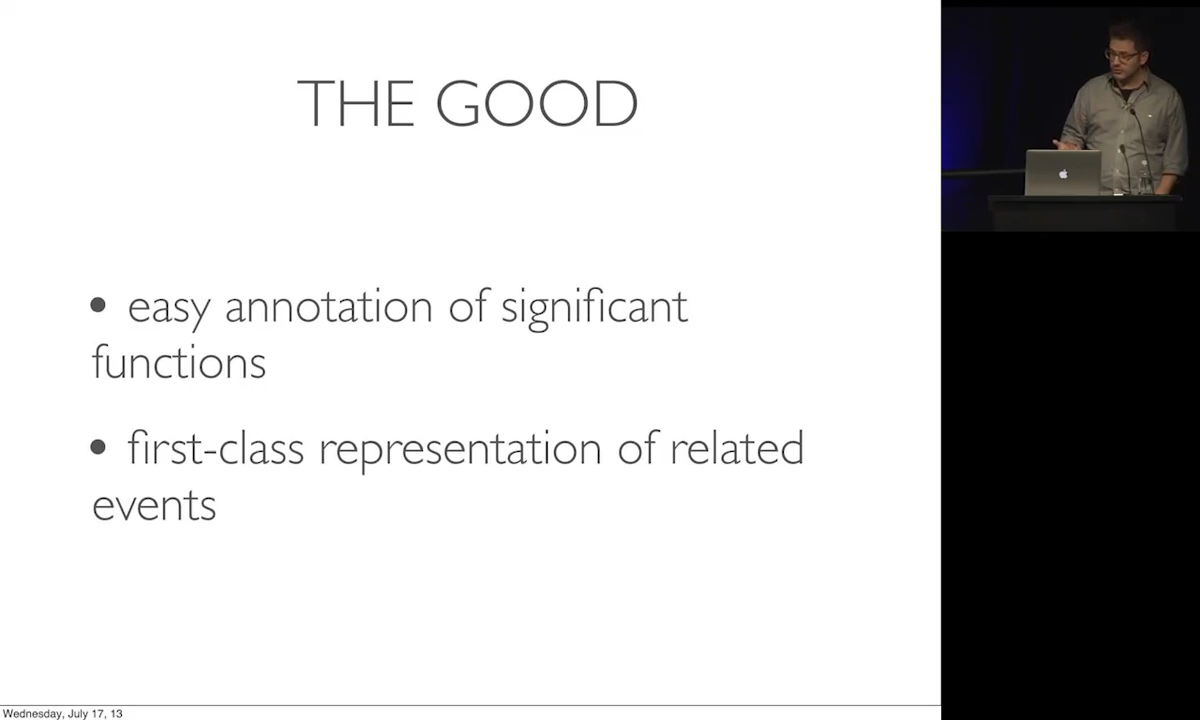 THE GOOD
• easy annotation of significant
functions
• first-class representation of related
events
Wednesday, July 17, 13